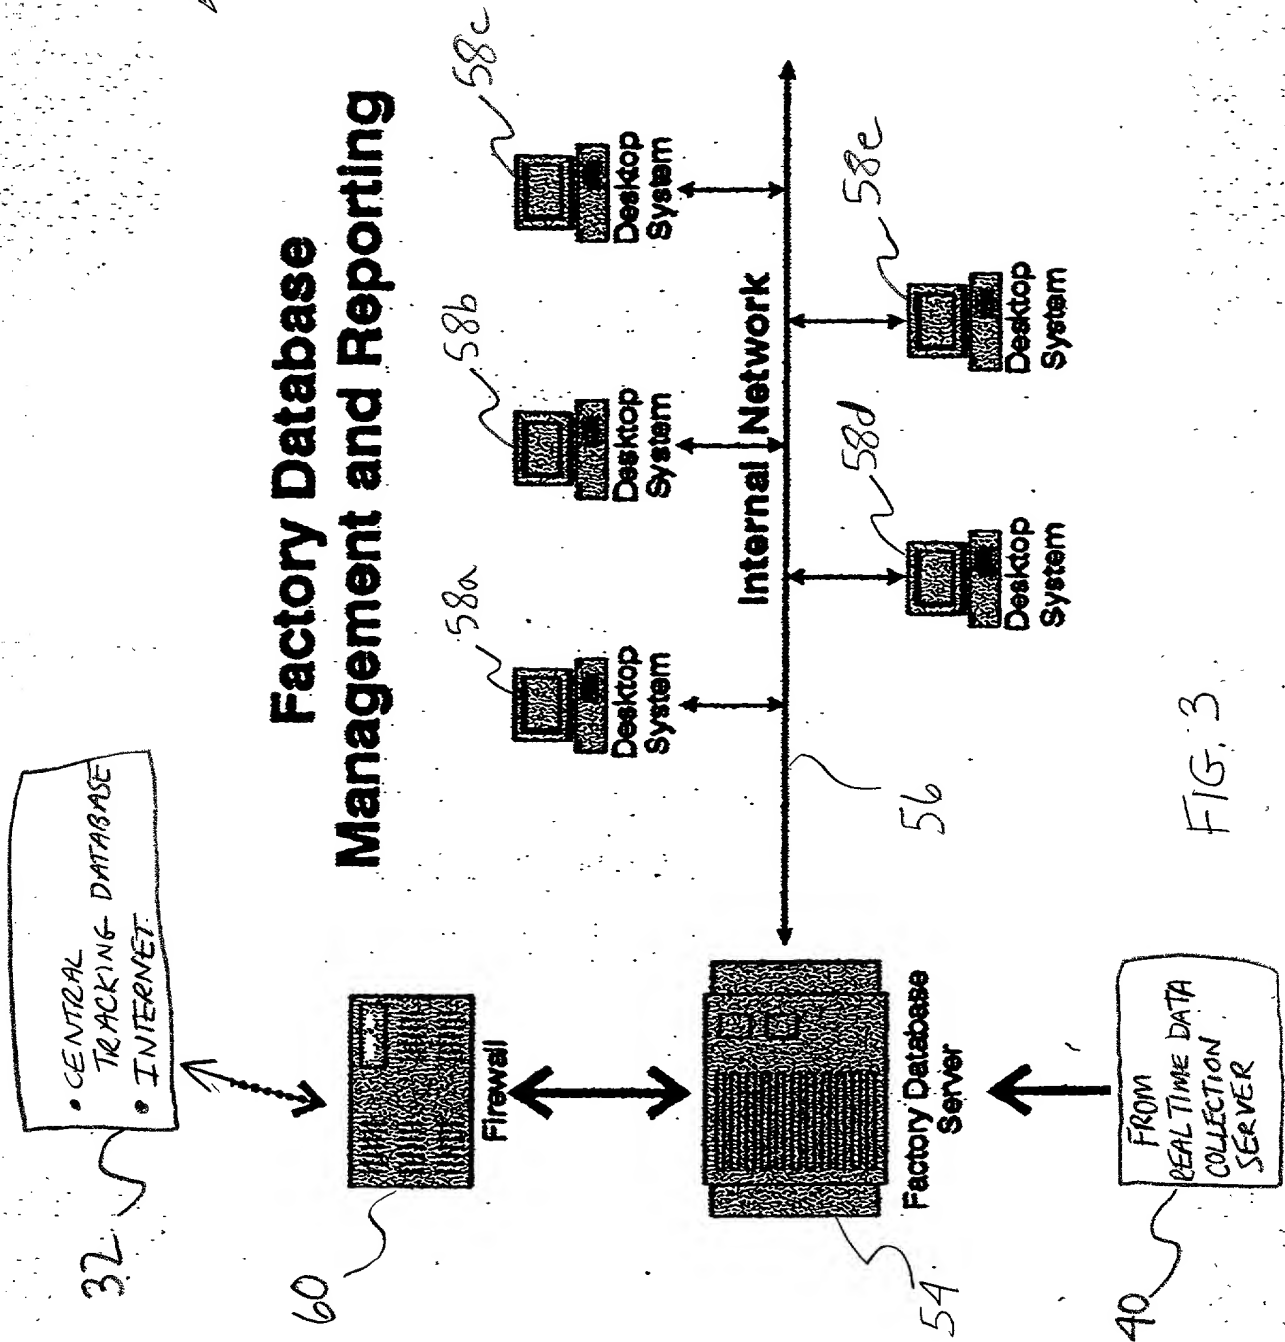 Factory Database
Management and Reporting
32
• CENTRAL
TRACKING DATABASE
• INTERNET
60
Firewall
58a
Desktop
System
58b
Desktop
System
58c
Desktop
System
Internal Network
56
54
Factory Database
Server
58d
Desktop
System
58e
Desktop
System
40
FROM
REAL TIME DATA
COLLECTION
SERVER
FIG. 3